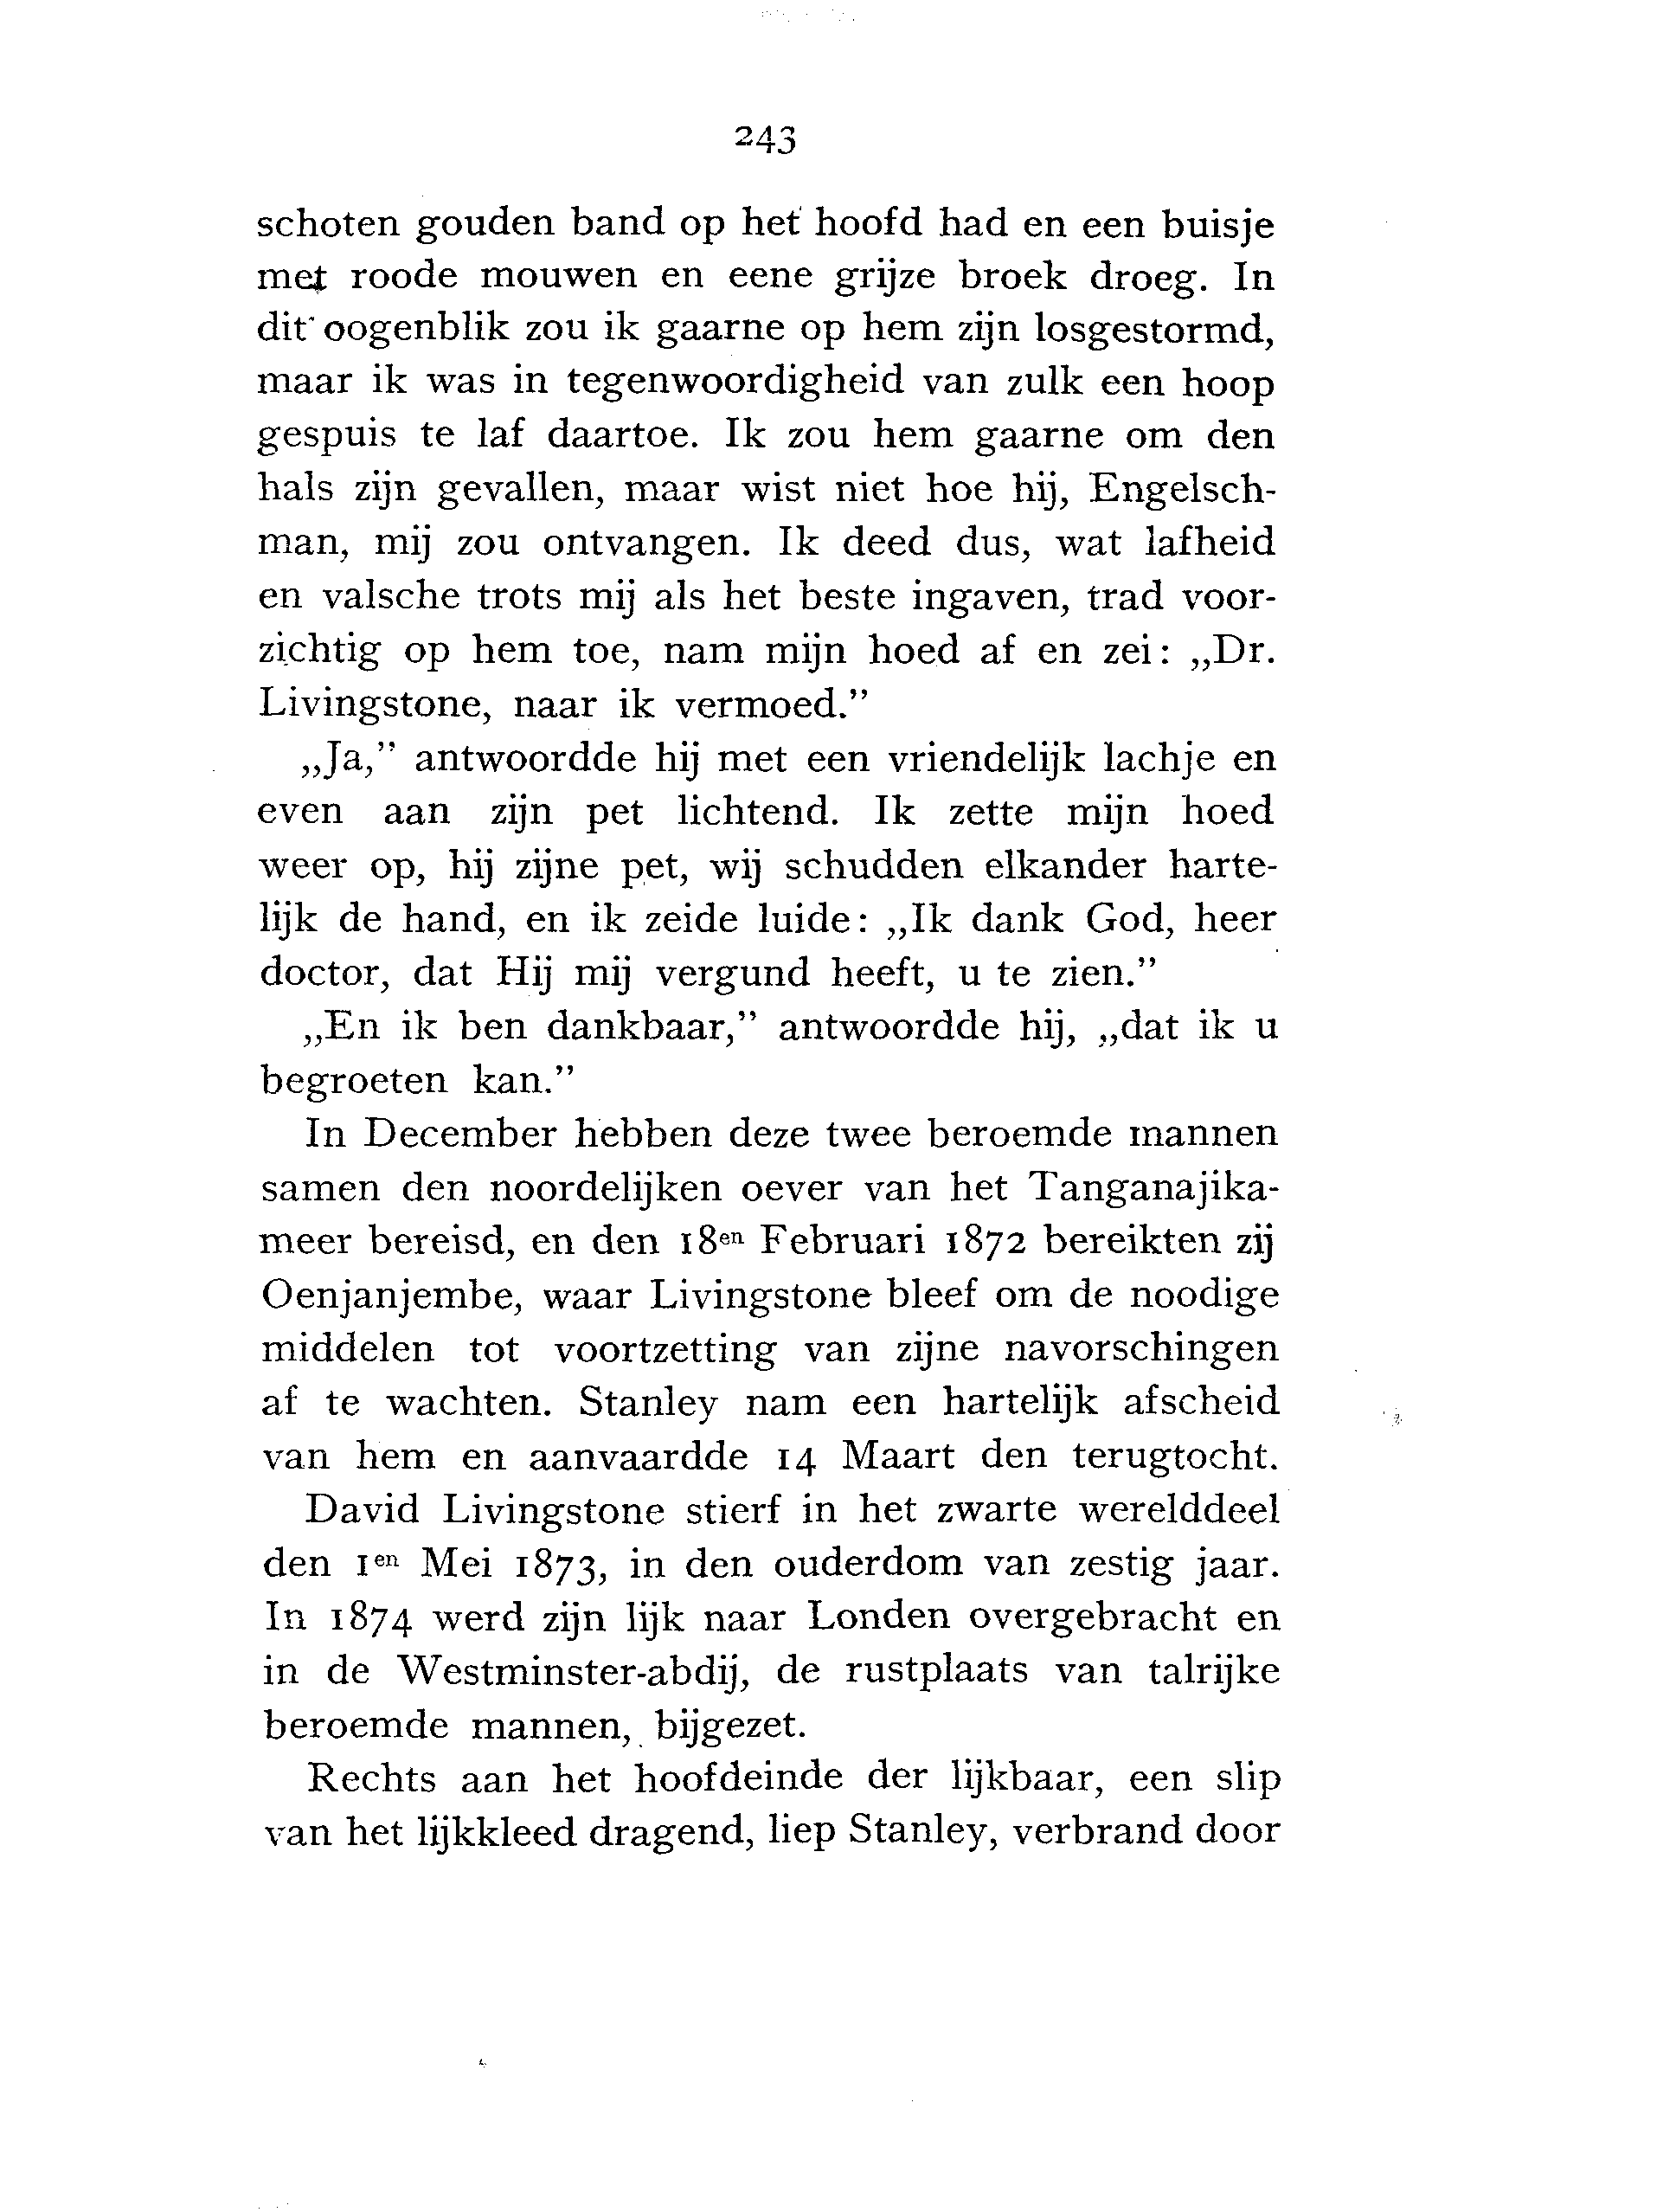 243
schoten gouden band op het hoofd had en een buisje
met roode mouwen en eene grijze broek droeg. In
dit oogenblik zou ik gaarne op hem zijn losgestormd,
maar ik was in tegenwoordigheid van zulk een hoop
gespuis te laf daartoe. Ik zou hem gaarne om den
hals zijn gevallen, maar wist niet hoe hij, Engelsch-
man, mij zou ontvangen. Ik deed dus, wat lafheid
en valsche trots mij als het beste ingaven, trad voor-
zichtig op hem toe, nam mijn hoed af en zei: „Dr.
Livingstone, naar ik vermoed.”
„Ja,” antwoordde hij met een vriendelijk lachje en
even aan zijn pet lichtend. Ik zette mijn hoed
weer op, hij zijne pet, wij schudden elkander harte-
lijk de hand, en ik zeide luide: „Ik dank God, heer
doctor, dat Hij mij vergund heeft, u te zien.”
„En ik ben dankbaar,” antwoordde hij, „dat ik u
begroeten kan.”
In December hebben deze twee beroemde mannen
samen den noordelijken oever van het Tanganajika-
meer bereisd, en den 18en Februari 1872 bereikten zij
Oenjanjembe, waar Livingstone bleef om de noodige
middelen tot voortzetting van zijne navorschingen
af te wachten. Stanley nam een hartelijk afscheid
van hem en aanvaardde 14 Maart den terugtocht.
David Livingstone stierf in het zwarte werelddeel
den 1en Mei 1873, in den ouderdom van zestig jaar.
In 1874 werd zijn lijk naar Londen overgebracht en
in de Westminster-abdij, de rustplaats van talrijke
beroemde mannen, bijgezet.
Rechts aan het hoofdeinde der lijkbaar, een slip
van het lijkkleed dragend, liep Stanley, verbrand door